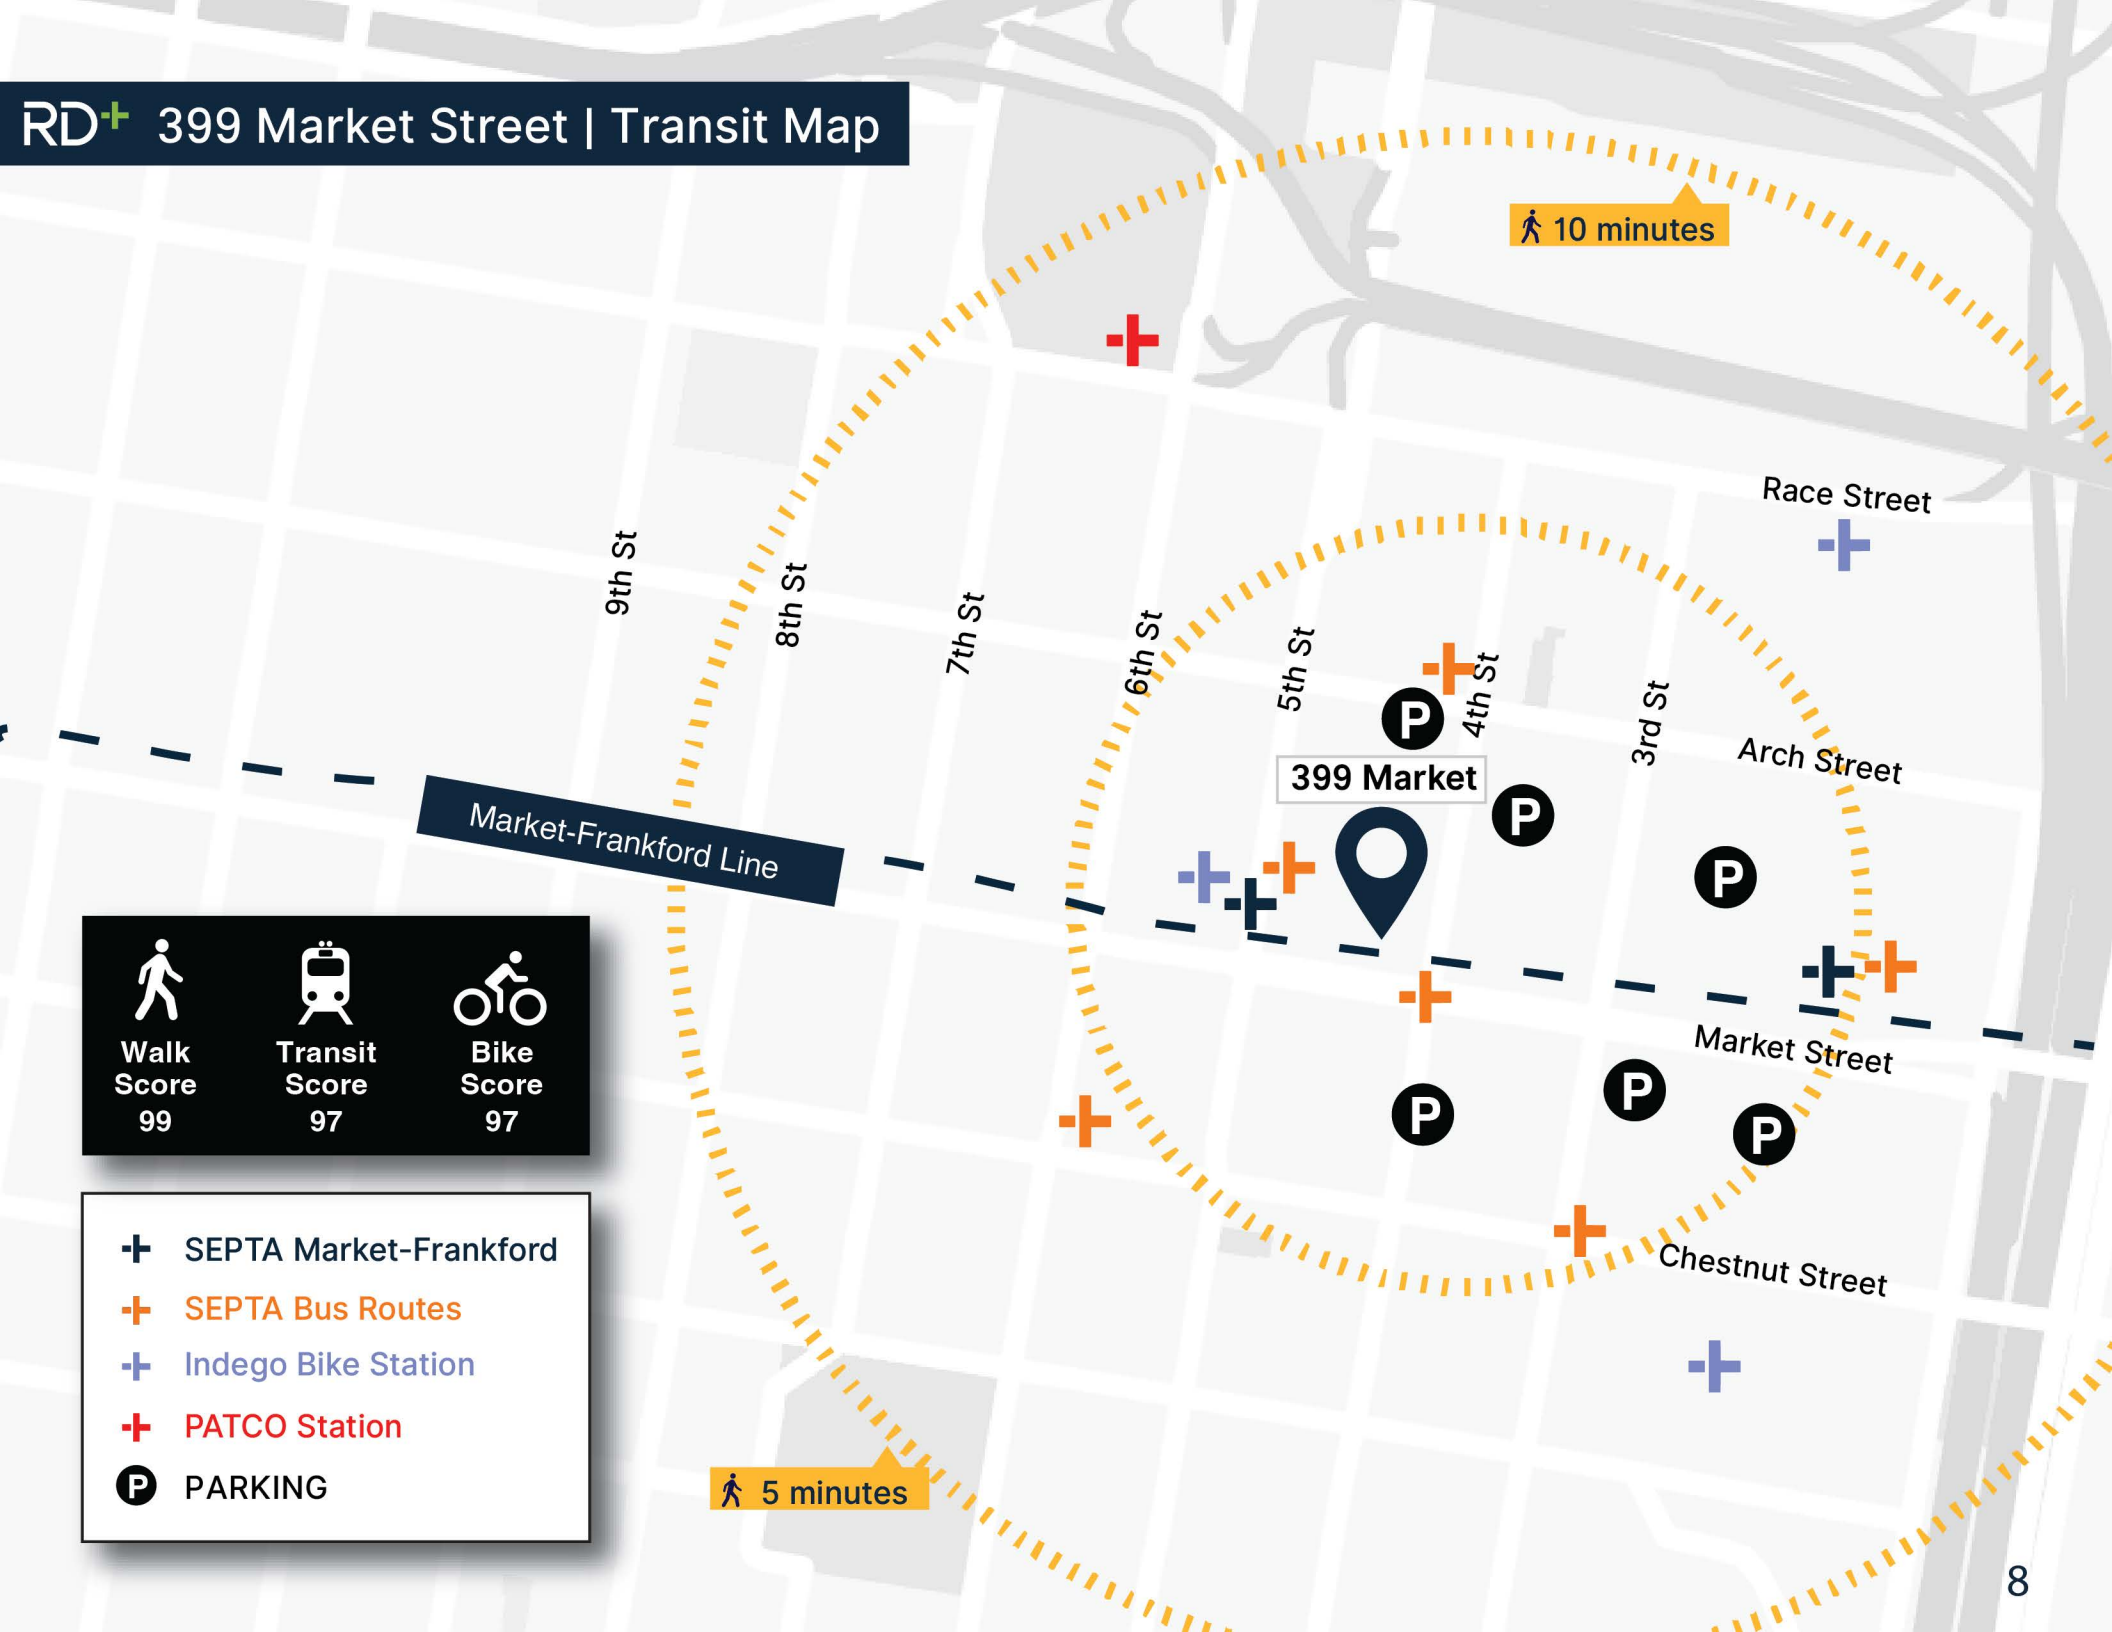 RD+ 399 Market Street | Transit Map
10 minutes
Race Street
9th St
8th St
7th St
6th St
5th St
4th St
3rd St
P
Arch Street
399 Market
P
P
Market-Frankford Line
Market Street
P
P
P
Walk Score 99
Transit Score 97
Bike Score 97
Chestnut Street
SEPTA Market-Frankford
SEPTA Bus Routes
Indego Bike Station
PATCO Station
P PARKING
5 minutes
8